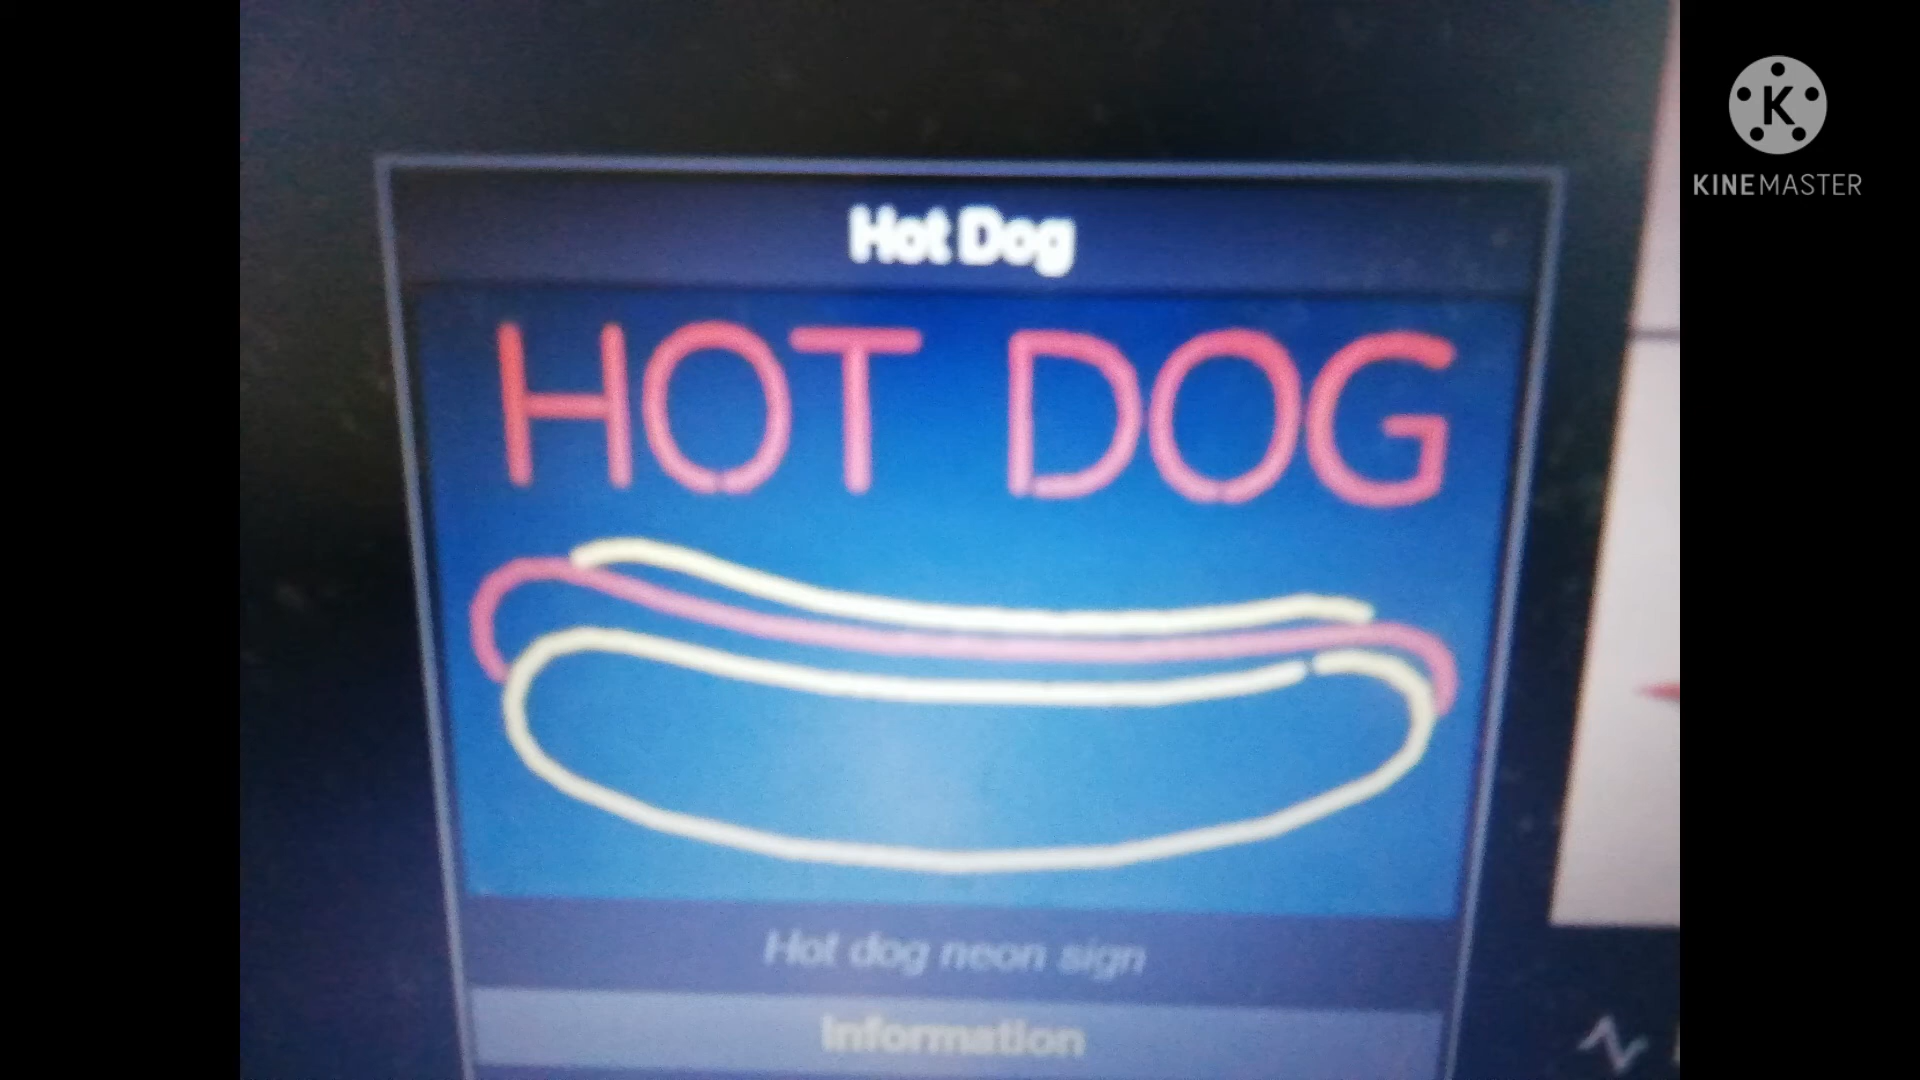 KINEMASTER
Hot Dog
HOT DOG
Hot dog neon sign
Information